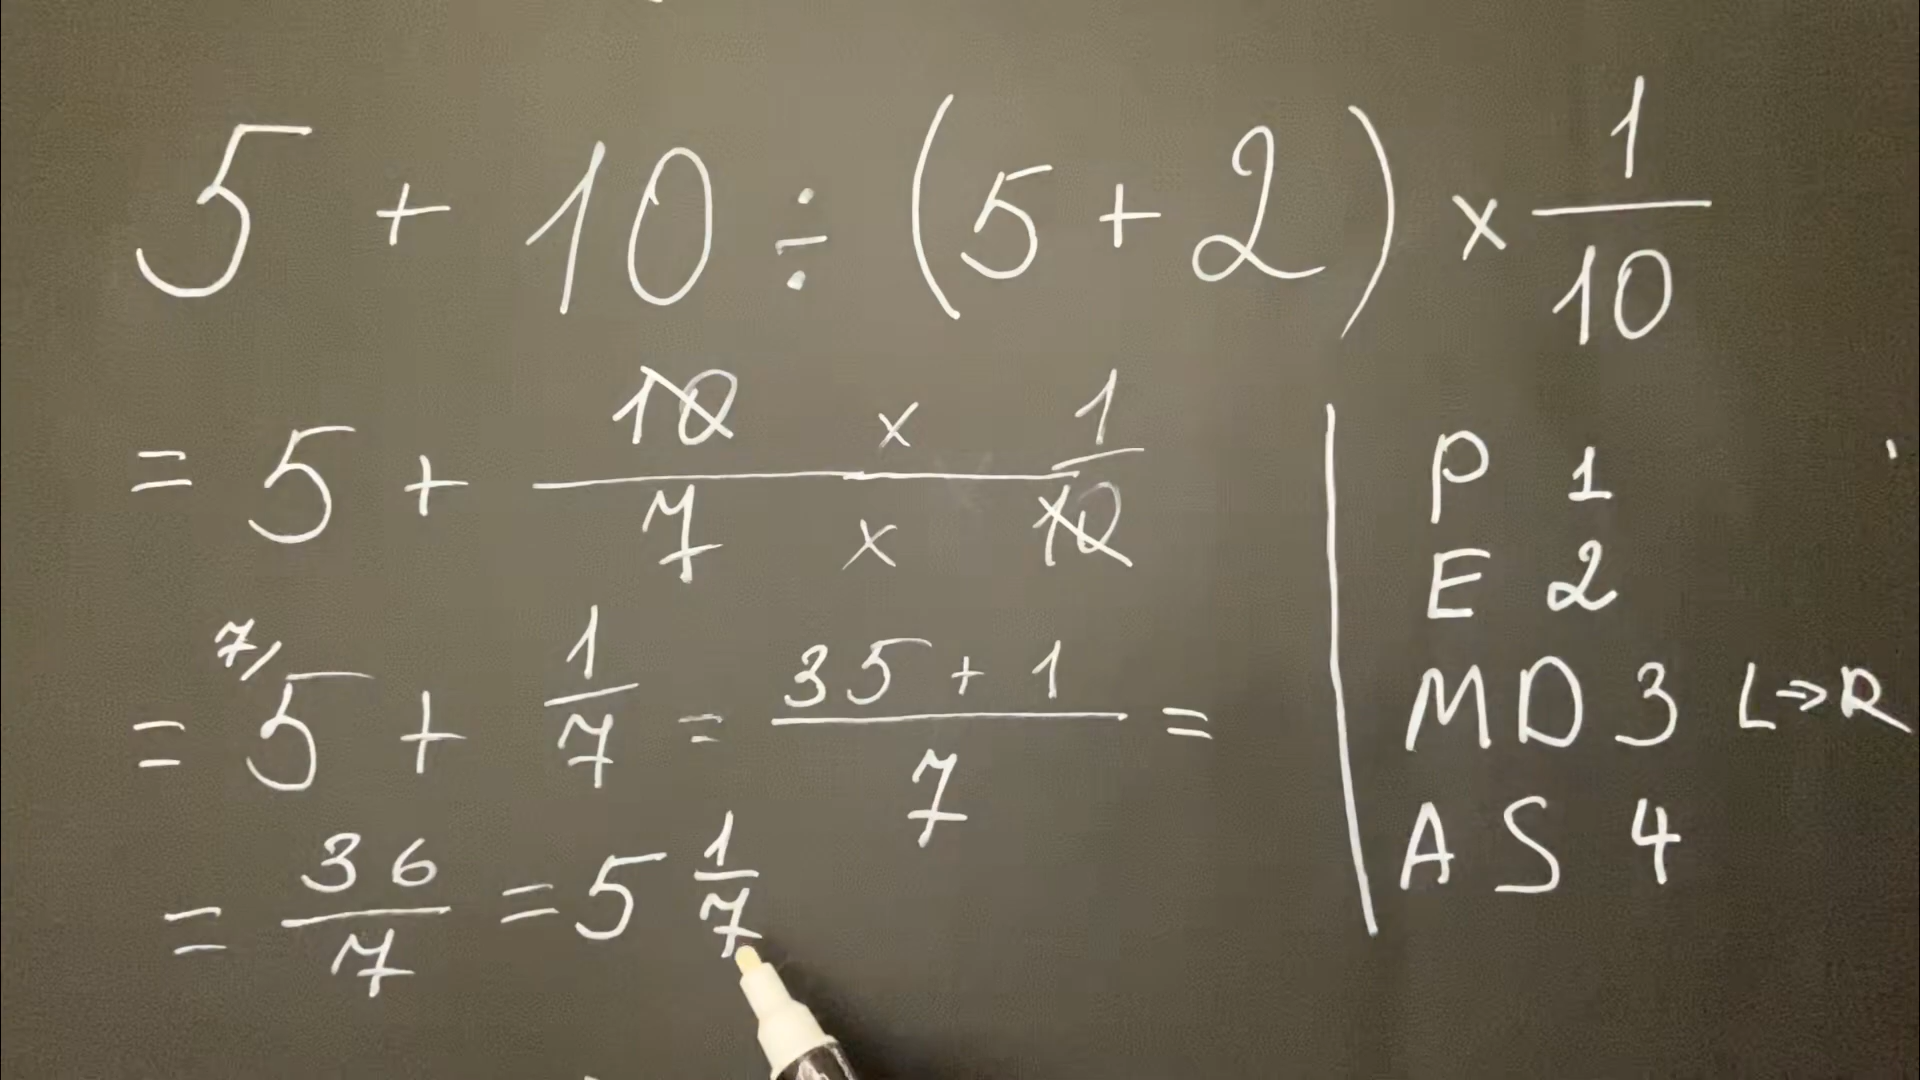 5 + 10 ÷ (5 + 2) × 1/10
= 5 + 10/7 × × 1/10
= 7/ 5 + 1/7 = 35 + 1/7 =
= 36/7 = 5 1/7
P 1
E 2
MD 3 L⇒R
AS 4